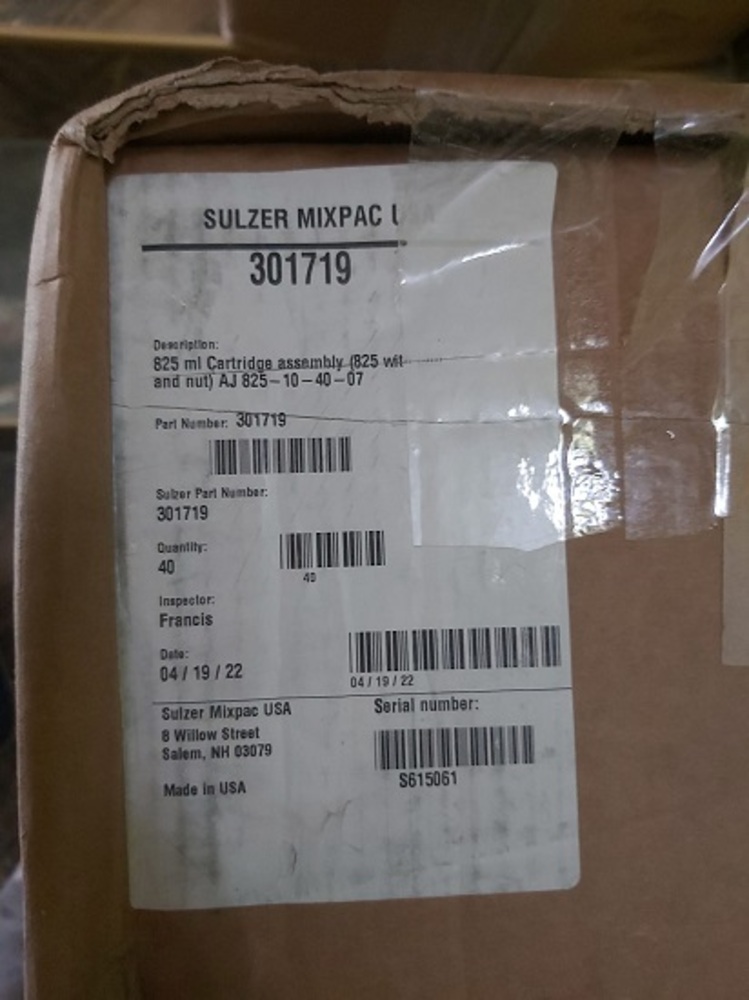 SULZER MIXPAC USA
301719
Description:
825 ml Cartridge assembly (825 wit
and nut) AJ 825-10-40-07
Part Number: 301719
Sulzer Part Number:
301719
Quantity:
40
40
Inspector:
Francis
Date:
04 / 19 / 22
04 / 19 / 22
Sulzer Mixpac USA
8 Willow Street
Salem, NH 03079
Made in USA
Serial number:
S615061